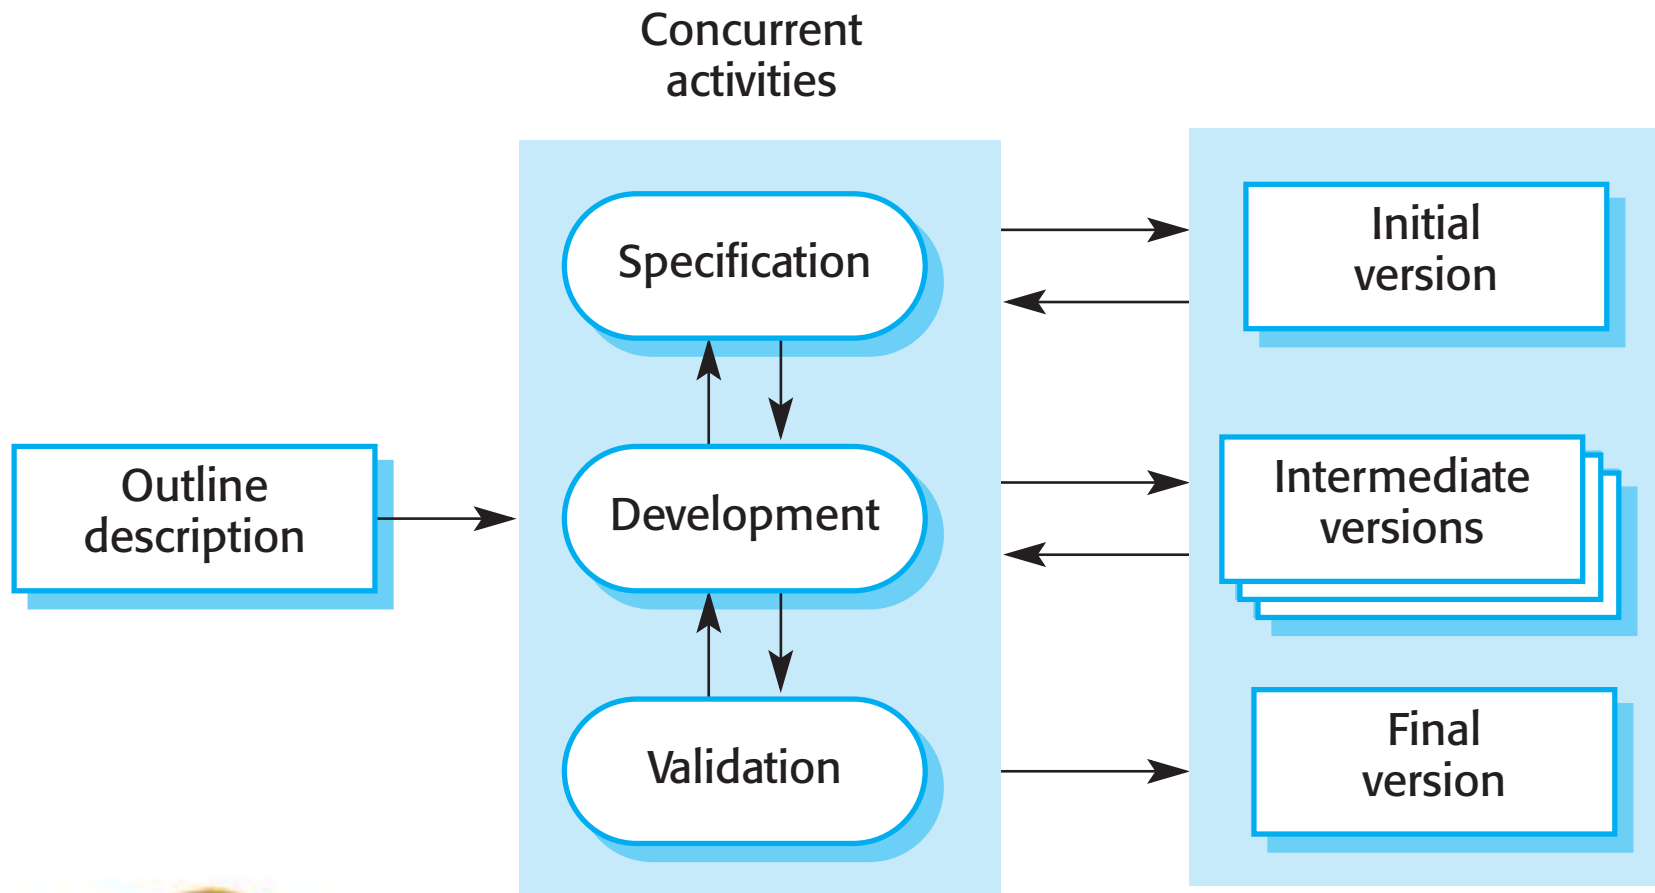 Concurrent
activities
Specification
Initial
version
Outline
description
Development
Intermediate
versions
Validation
Final
version